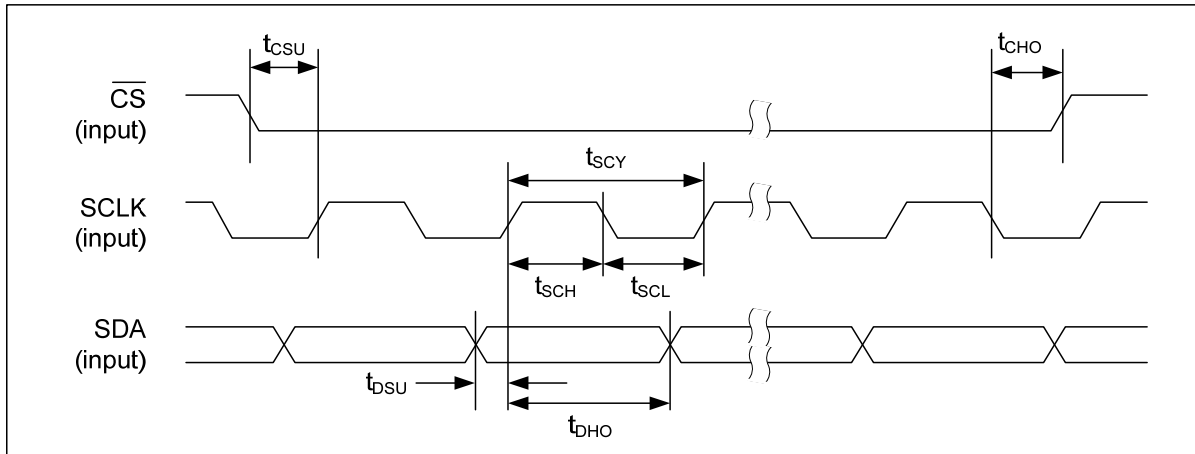 tCSU
tCHO
CS
(input)
tSCY
SCLK
(input)
tSCH
tSCL
SDA
(input)
tDSU
tDHO